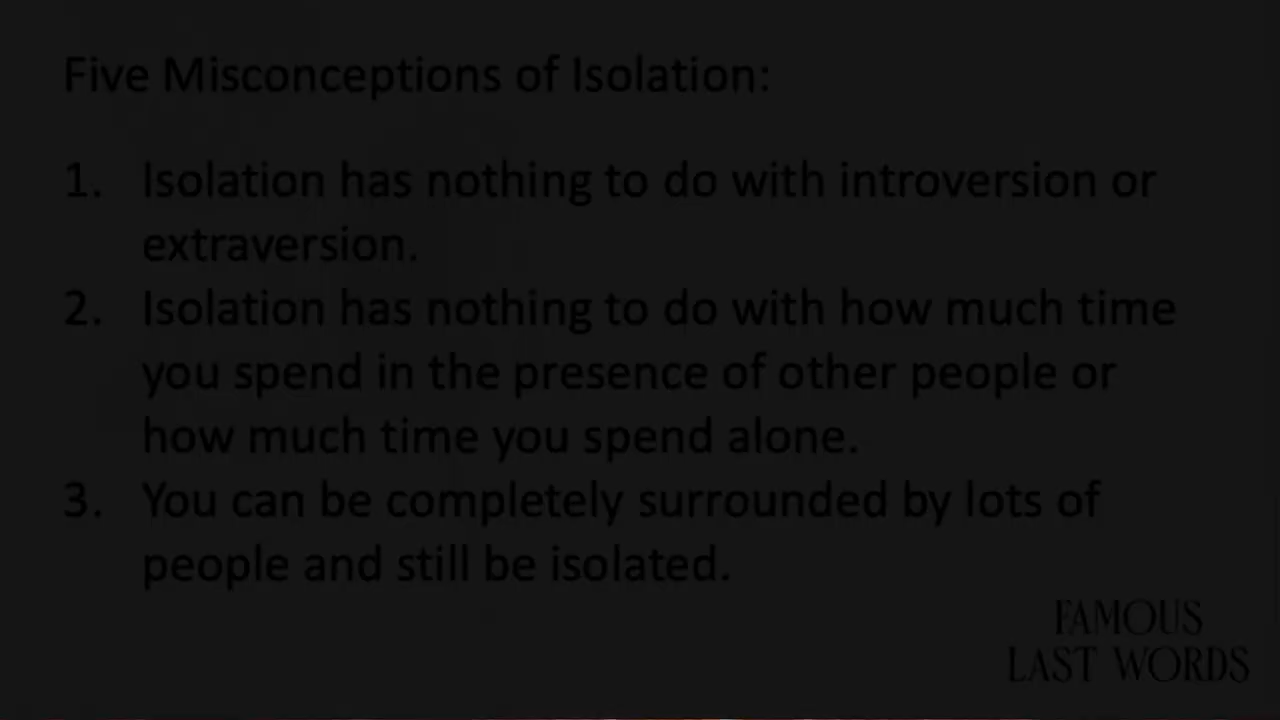 Five Misconceptions of Isolation:
1. Isolation has nothing to do with introversion or
extraversion.
2. Isolation has nothing to do with how much time
you spend in the presence of other people or
how much time you spend alone.
3. You can be completely surrounded by lots of
people and still be isolated.
FAMOUS
LAST WORDS